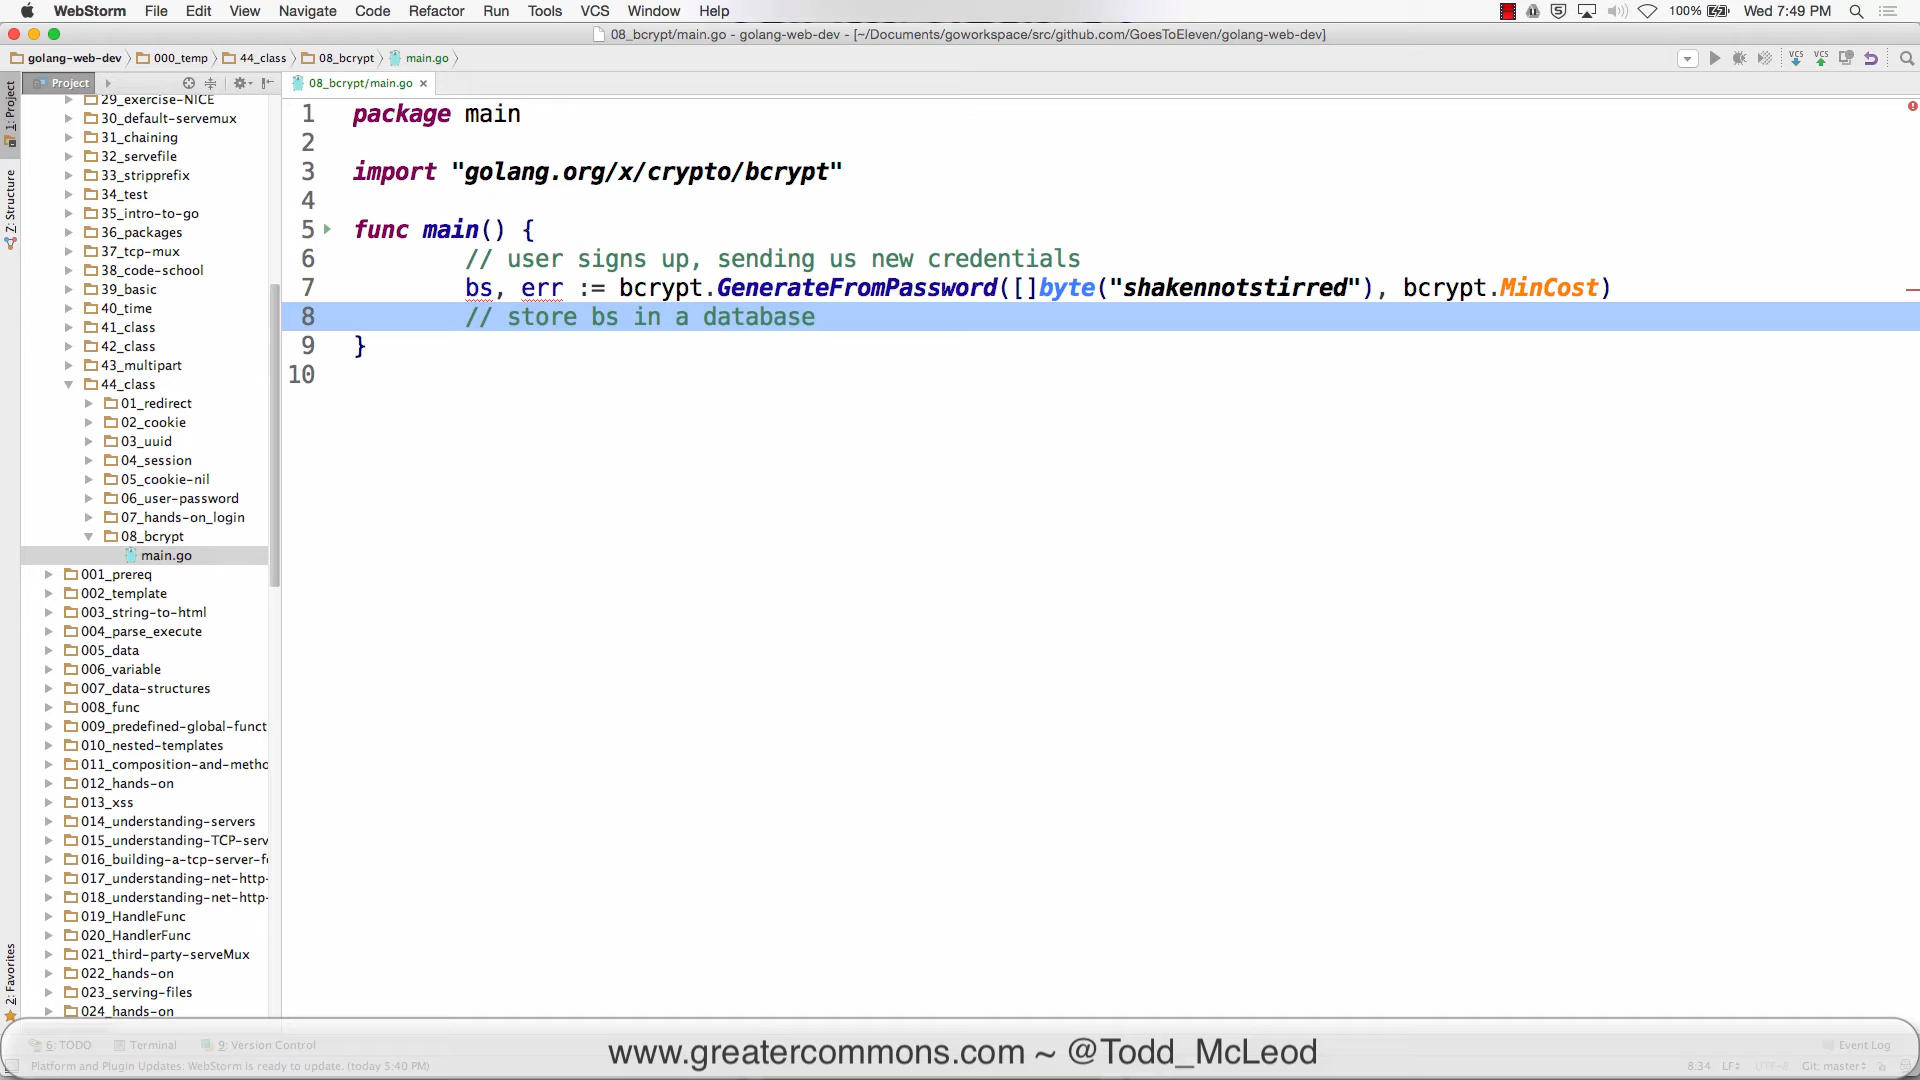 WebStorm File Edit View Navigate Code Refactor Run Tools VCS Window Help 100% Wed 7:49 PM
08_bcrypt/main.go - golang-web-dev - [~/Documents/goworkspace/src/github.com/GoesToEleven/golang-web-dev]
golang-web-dev 000_temp 44_class 08_bcrypt main.go VCS VCS
Project 08_bcrypt/main.go
1: Project
Z: Structure
2: Favorites
29_exercise-NICE
30_default-servemux
31_chaining
32_servefile
33_stripprefix
34_test
35_intro-to-go
36_packages
37_tcp-mux
38_code-school
39_basic
40_time
41_class
42_class
43_multipart
44_class
01_redirect
02_cookie
03_uuid
04_session
05_cookie-nil
06_user-password
07_hands-on_login
08_bcrypt
main.go
001_prereq
002_template
003_string-to-html
004_parse_execute
005_data
006_variable
007_data-structures
008_func
009_predefined-global-funct
010_nested-templates
011_composition-and-metho
012_hands-on
013_xss
014_understanding-servers
015_understanding-TCP-serv
016_building-a-tcp-server-f
017_understanding-net-http-
018_understanding-net-http-
019_HandleFunc
020_HandlerFunc
021_third-party-serveMux
022_hands-on
023_serving-files
024_hands-on
1 package main
2
3 import "golang.org/x/crypto/bcrypt"
4
5 func main() {
6 // user signs up, sending us new credentials
7 bs, err := bcrypt.GenerateFromPassword([]byte("shakennotstirred"), bcrypt.MinCost)
8 // store bs in a database
9 }
10
6: TODO Terminal 9: Version Control Event Log
www.greatercommons.com ~ @Todd_McLeod
Platform and Plugin Updates: WebStorm is ready to update. (today 5:40 PM) 8:34 LF UTF-8 Git: master